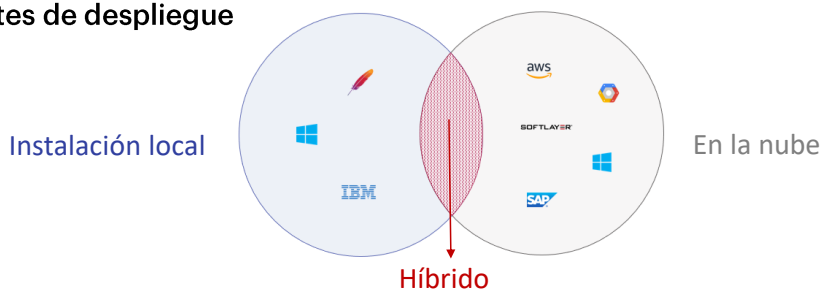 tes de despliegue
Instalación local
IBM
aws
SOFTLAYER
SAP
En la nube
Híbrido